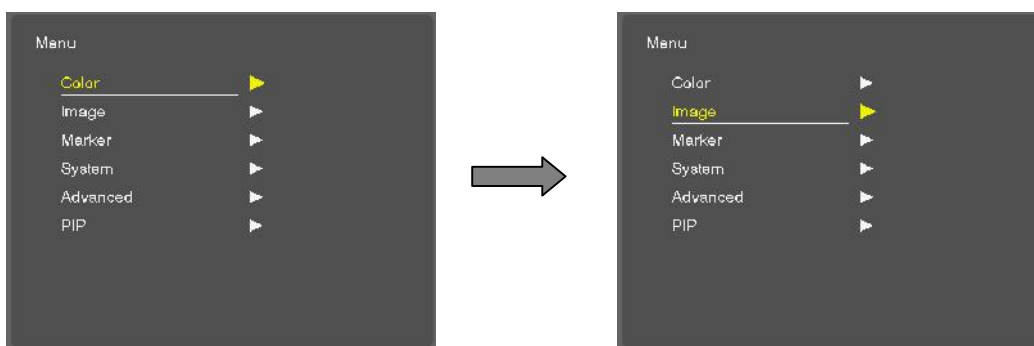 Menu
Color
Image
Marker
System
Advanced
PIP
Menu
Color
Image
Marker
System
Advanced
PIP